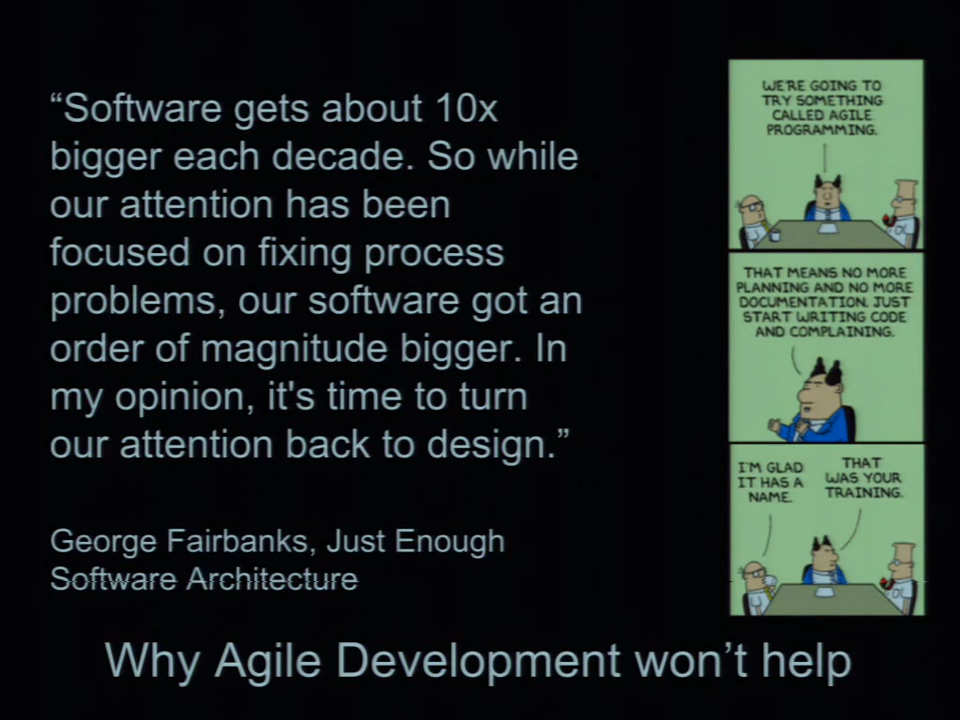 “Software gets about 10x
bigger each decade. So while
our attention has been
focused on fixing process
problems, our software got an
order of magnitude bigger. In
my opinion, it's time to turn
our attention back to design.”
George Fairbanks, Just Enough
Software Architecture
WE'RE GOING TO
TRY SOMETHING
CALLED AGILE
PROGRAMMING.
THAT MEANS NO MORE
PLANNING AND NO MORE
DOCUMENTATION. JUST
START WRITING CODE
AND COMPLAINING.
I'M GLAD
IT HAS A
NAME.
THAT
WAS YOUR
TRAINING.
Why Agile Development won’t help